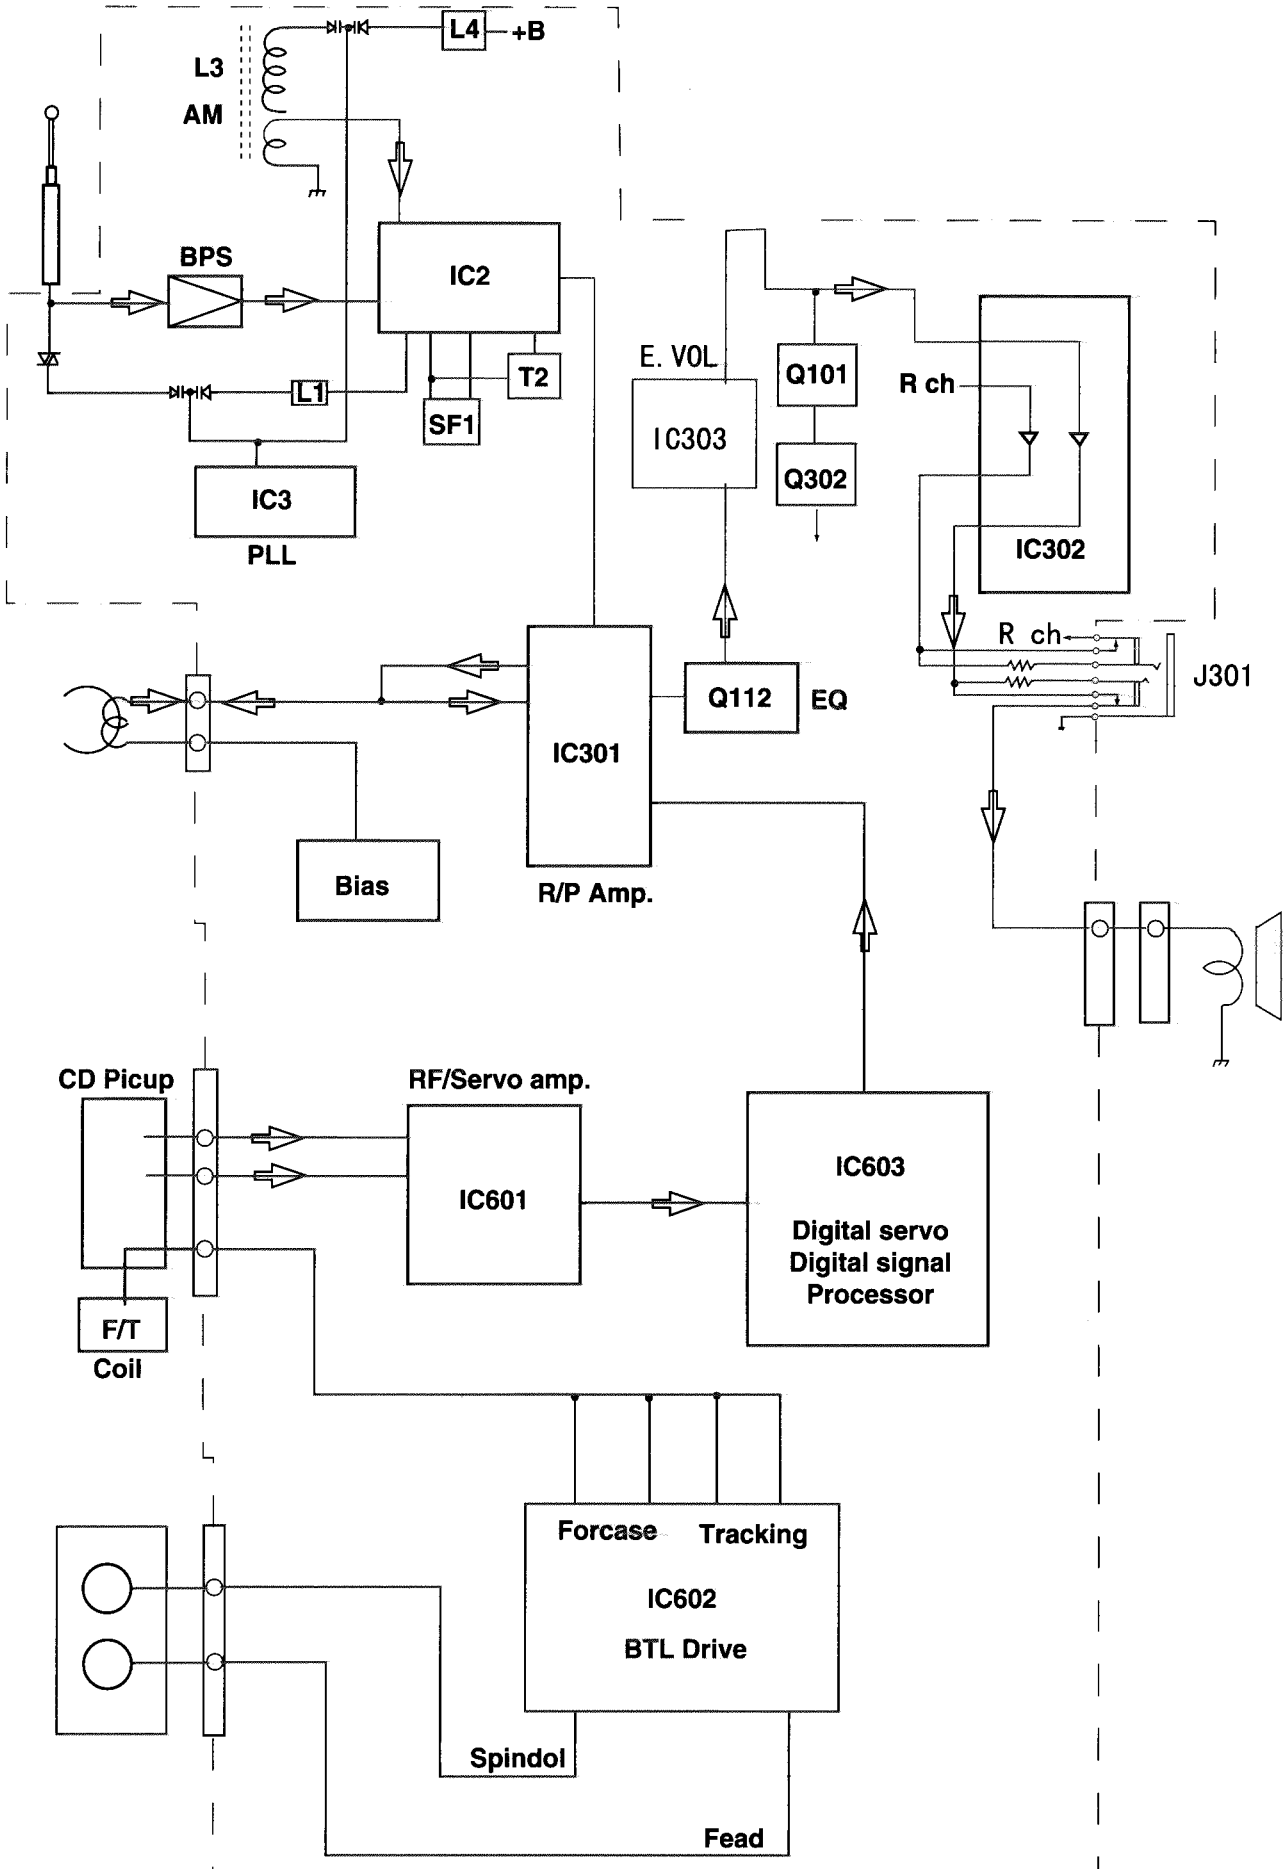 L4
+B
L3
AM
BPS
IC2
T2
L1
SF1
IC3
PLL
E. VOL
IC303
Q101
Q302
R ch
IC302
R ch
J301
IC301
R/P Amp.
Q112
EQ
Bias
CD Picup
RF/Servo amp.
IC601
IC603
Digital servo
Digital signal
Processor
F/T
Coil
Forcase
Tracking
IC602
BTL Drive
Spindol
Fead